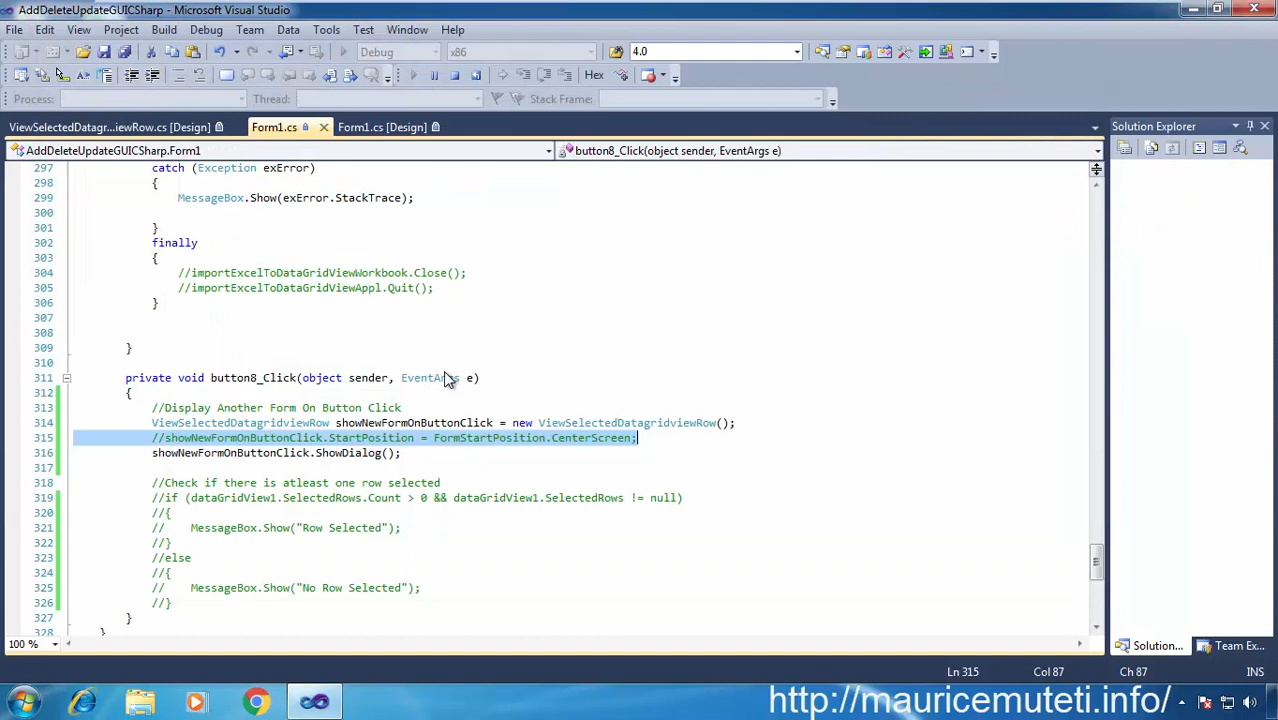 AddDeleteUpdateGUICSharp - Microsoft Visual Studio
File Edit View Project Build Debug Team Data Tools Test Window Help
Debug x86 4.0
Hex
Process: Thread: Stack Frame:
ViewSelectedDatagr...iewRow.cs [Design] Form1.cs Form1.cs [Design] Solution Explorer
AddDeleteUpdateGUICSharp.Form1 button8_Click(object sender, EventArgs e)
297 catch (Exception exError)
298 {
299 MessageBox.Show(exError.StackTrace);
300
301 }
302 finally
303 {
304 //importExcelToDataGridViewWorkbook.Close();
305 //importExcelToDataGridViewAppl.Quit();
306 }
307
308
309 }
310
311 private void button8_Click(object sender, EventArgs e)
312 {
313 //Display Another Form On Button Click
314 ViewSelectedDatagridviewRow showNewFormOnButtonClick = new ViewSelectedDatagridviewRow();
315 //showNewFormOnButtonClick.StartPosition = FormStartPosition.CenterScreen;
316 showNewFormOnButtonClick.ShowDialog();
317
318 //Check if there is atleast one row selected
319 //if (dataGridView1.SelectedRows.Count > 0 && dataGridView1.SelectedRows != null)
320 //{
321 // MessageBox.Show("Row Selected");
322 //}
323 //else
324 //{
325 // MessageBox.Show("No Row Selected");
326 //}
327 }
328 }
100 % Solution... Team Ex...
Ln 315 Col 87 Ch 87 INS
http://mauricemuteti.info/